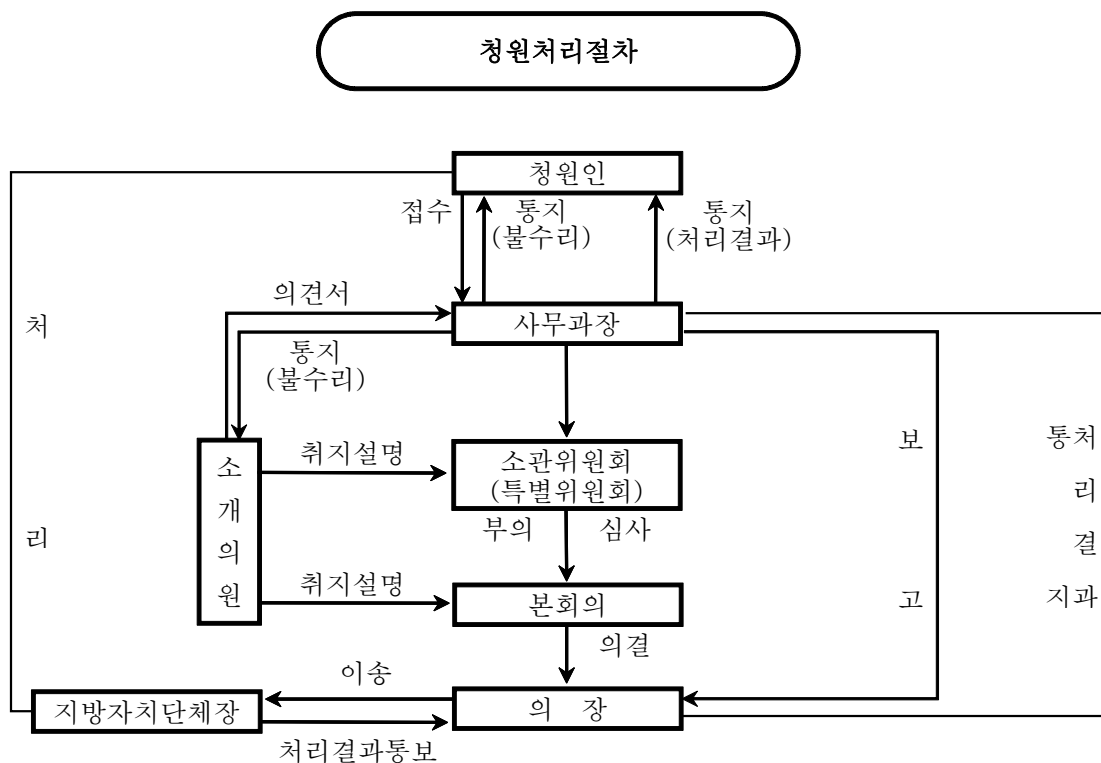 청원처리절차
청원인
접수
통지
(불수리)
통지
(처리결과)
의견서
사무과장
통지
(불수리)
처
리
소
개
의
원
취지설명
소관위원회
(특별위원회)
부의
심사
취지설명
본회의
의결
보
고
통처
리
결
지과
이송
지방자치단체장
의 장
처리결과통보